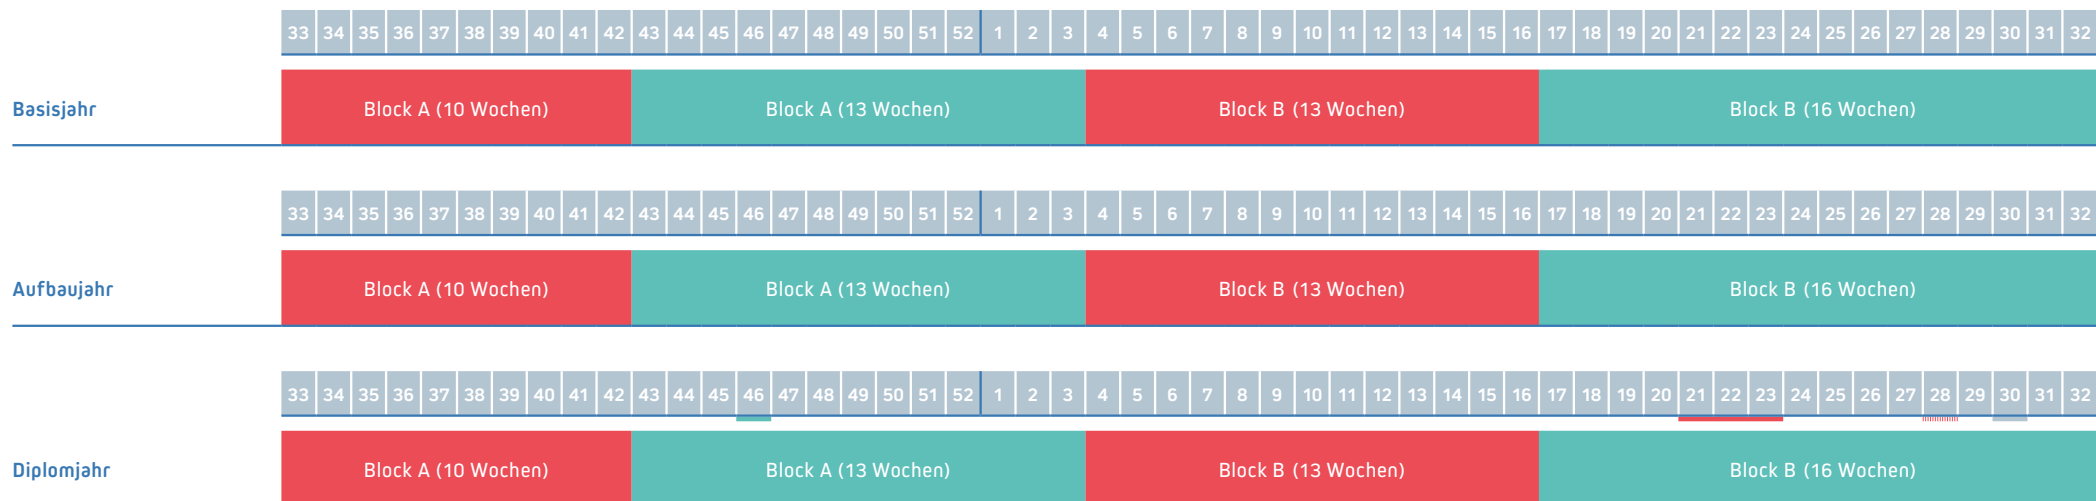 33 34 35 36 37 38 39 40 41 42 43 44 45 46 47 48 49 50 51 52 1 2 3 4 5 6 7 8 9 10 11 12 13 14 15 16 17 18 19 20 21 22 23 24 25 26 27 28 29 30 31 32
Basisjahr Block A (10 Wochen) Block A (13 Wochen) Block B (13 Wochen) Block B (16 Wochen)
33 34 35 36 37 38 39 40 41 42 43 44 45 46 47 48 49 50 51 52 1 2 3 4 5 6 7 8 9 10 11 12 13 14 15 16 17 18 19 20 21 22 23 24 25 26 27 28 29 30 31 32
Aufbaujahr Block A (10 Wochen) Block A (13 Wochen) Block B (13 Wochen) Block B (16 Wochen)
33 34 35 36 37 38 39 40 41 42 43 44 45 46 47 48 49 50 51 52 1 2 3 4 5 6 7 8 9 10 11 12 13 14 15 16 17 18 19 20 21 22 23 24 25 26 27 28 29 30 31 32
Diplomjahr Block A (10 Wochen) Block A (13 Wochen) Block B (13 Wochen) Block B (16 Wochen)